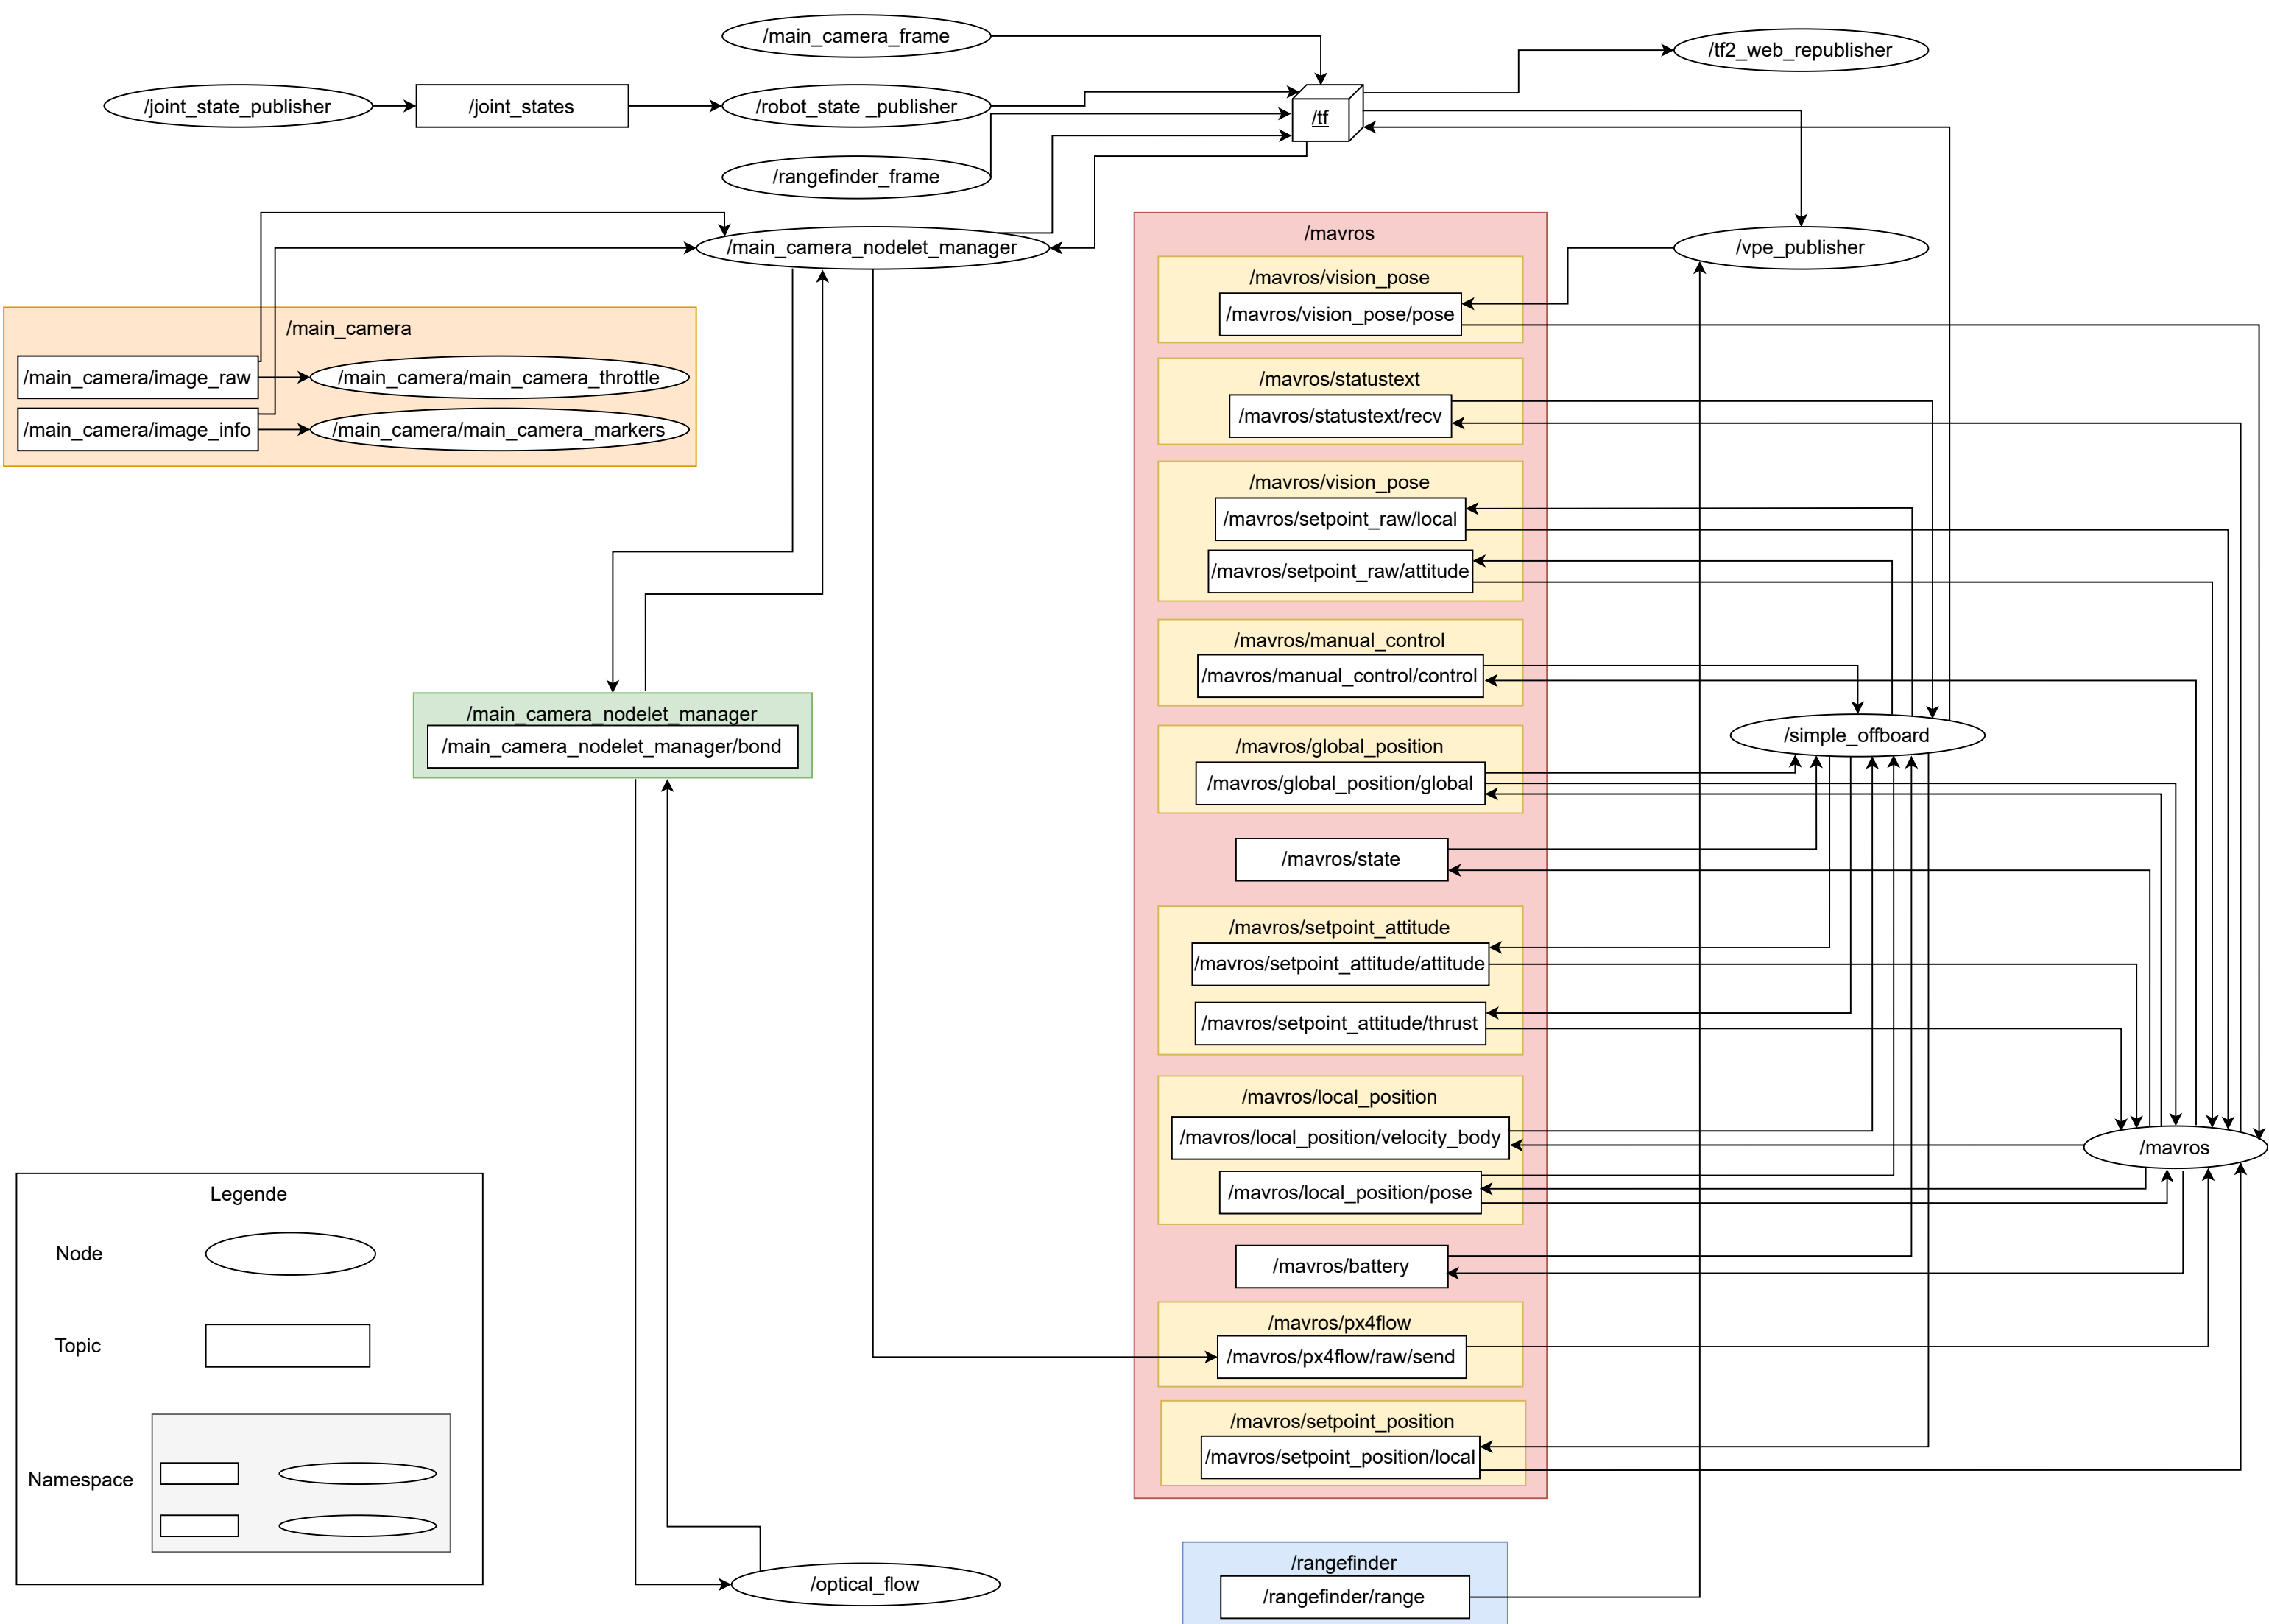 /main_camera_frame
/tf2_web_republisher
/joint_state_publisher
/joint_states
/robot_state _publisher
/tf
/rangefinder_frame
/main_camera_nodelet_manager
/vpe_publisher
/main_camera
/main_camera/image_raw
/main_camera/main_camera_throttle
/main_camera/image_info
/main_camera/main_camera_markers
/mavros
/mavros/vision_pose
/mavros/vision_pose/pose
/mavros/statustext
/mavros/statustext/recv
/mavros/vision_pose
/mavros/setpoint_raw/local
/mavros/setpoint_raw/attitude
/mavros/manual_control
/mavros/manual_control/control
/main_camera_nodelet_manager
/main_camera_nodelet_manager/bond
/simple_offboard
/mavros/global_position
/mavros/global_position/global
/mavros/state
/mavros/setpoint_attitude
/mavros/setpoint_attitude/attitude
/mavros/setpoint_attitude/thrust
/mavros/local_position
/mavros/local_position/velocity_body
/mavros
/mavros/local_position/pose
/mavros/battery
/mavros/px4flow
/mavros/px4flow/raw/send
/mavros/setpoint_position
/mavros/setpoint_position/local
Legende
Node
Topic
Namespace
/optical_flow
/rangefinder
/rangefinder/range